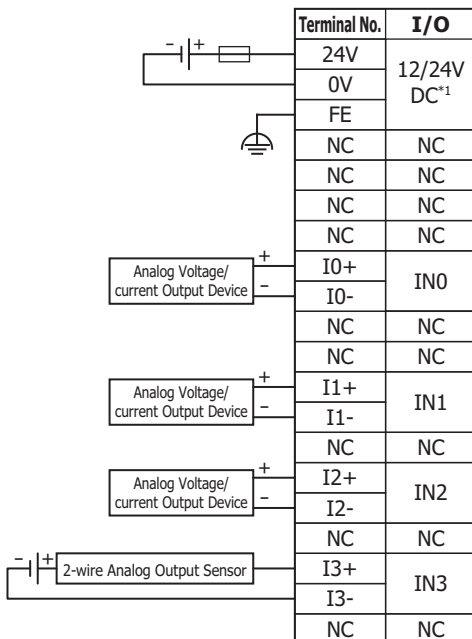 Terminal No. I/O
- + 24V 12/24V
0V DC*1
FE
NC NC
NC NC
NC NC
NC NC
Analog Voltage/ + I0+ IN0
current Output Device - I0-
NC NC
NC NC
Analog Voltage/ + I1+ IN1
current Output Device - I1-
NC NC
Analog Voltage/ + I2+ IN2
current Output Device - I2-
NC NC
- + 2-wire Analog Output Sensor I3+ IN3
I3-
NC NC